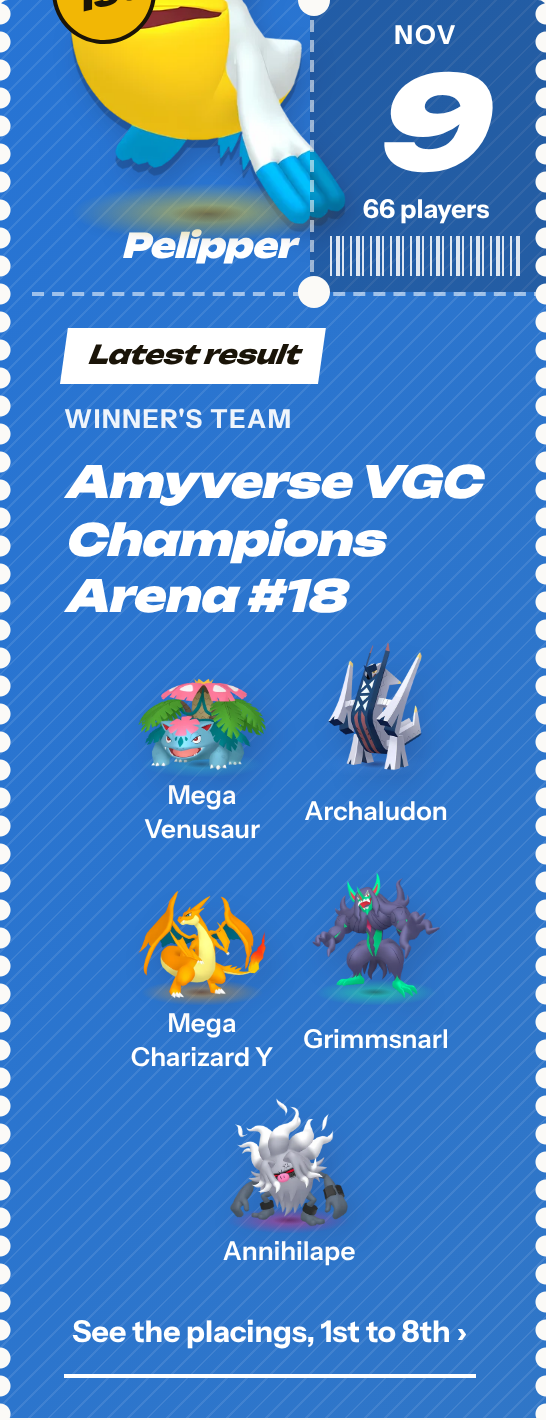 NOV
9
66 players
Pelipper
Latest result
WINNER'S TEAM
Amyverse VGC
Champions
Arena #18
Mega
Venusaur
Archaludon
Mega
Charizard Y
Grimmsnarl
Annihilape
See the placings, 1st to 8th ›